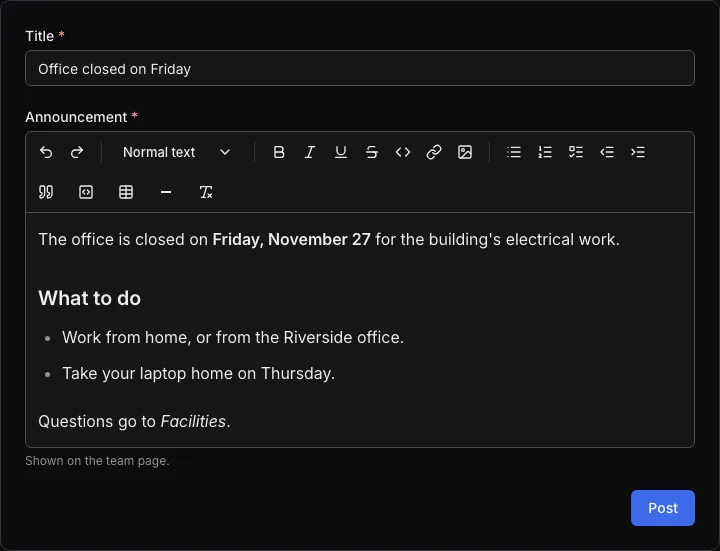 Title *
Office closed on Friday
Announcement *
Normal text
The office is closed on Friday, November 27 for the building's electrical work.
What to do
Work from home, or from the Riverside office.
Take your laptop home on Thursday.
Questions go to Facilities.
Shown on the team page.
Post